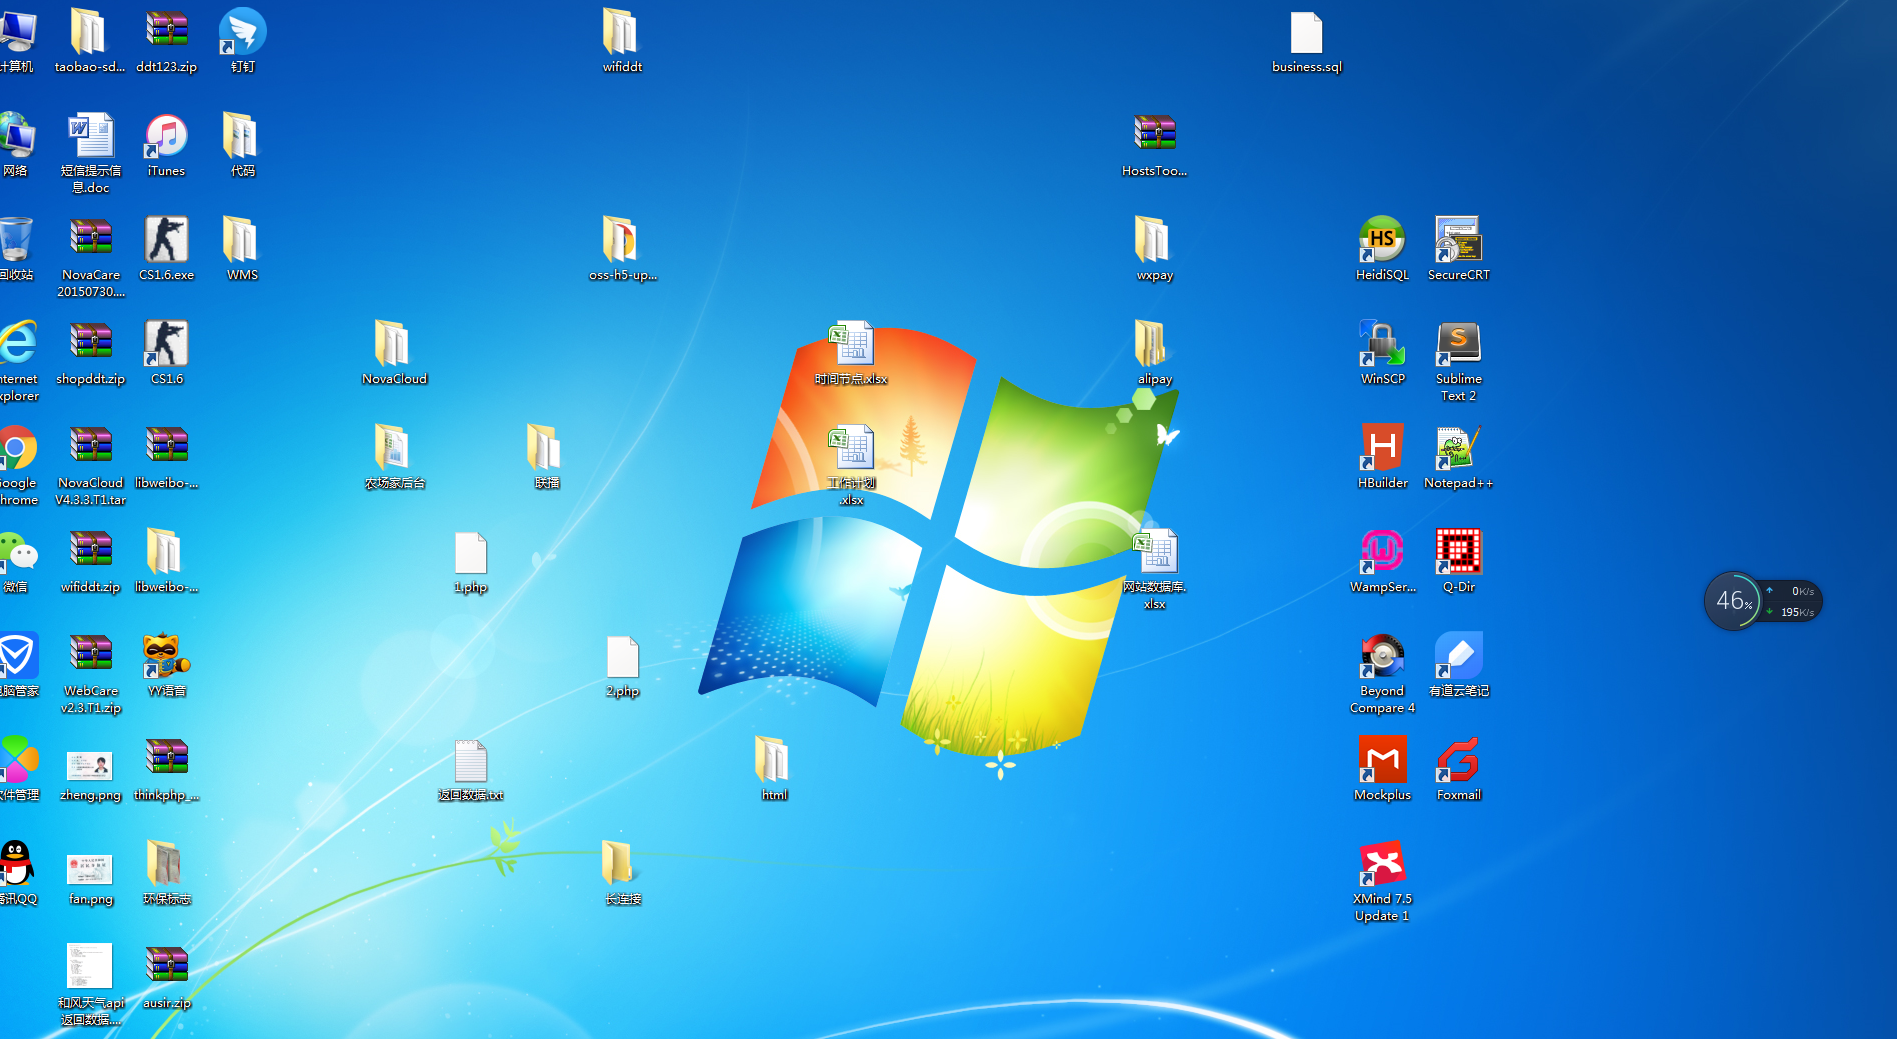 计算机
taobao-sd...
ddt123.zip
钉钉
wifiddt
business.sql
网络
短信提示信
息.doc
iTunes
代码
HostsToo...
回收站
NovaCare
20150730....
CS1.6.exe
WMS
oss-h5-up...
wxpay
HS
HeidiSQL
SecureCRT
nternet
xplorer
shopddt.zip
CS1.6
NovaCloud
时间节点.xlsx
alipay
WinSCP
Sublime
Text 2
Google
hrome
NovaCloud
V4.3.3.T1.tar
libweibo-...
农场家后台
联播
工作计划
.xlsx
HBuilder
Notepad++
微信
wifiddt.zip
libweibo-...
1.php
网站数据库.
xlsx
WampSer...
Q-Dir
46%
0K/s
195K/s
电脑管家
WebCare
v2.3.T1.zip
YY语音
2.php
Beyond
Compare 4
有道云笔记
软件管理
zheng.png
thinkphp_...
返回数据.txt
html
Mockplus
Foxmail
腾讯QQ
fan.png
环保标志
长连接
XMind 7.5
Update 1
和风天气api
返回数据....
ausir.zip